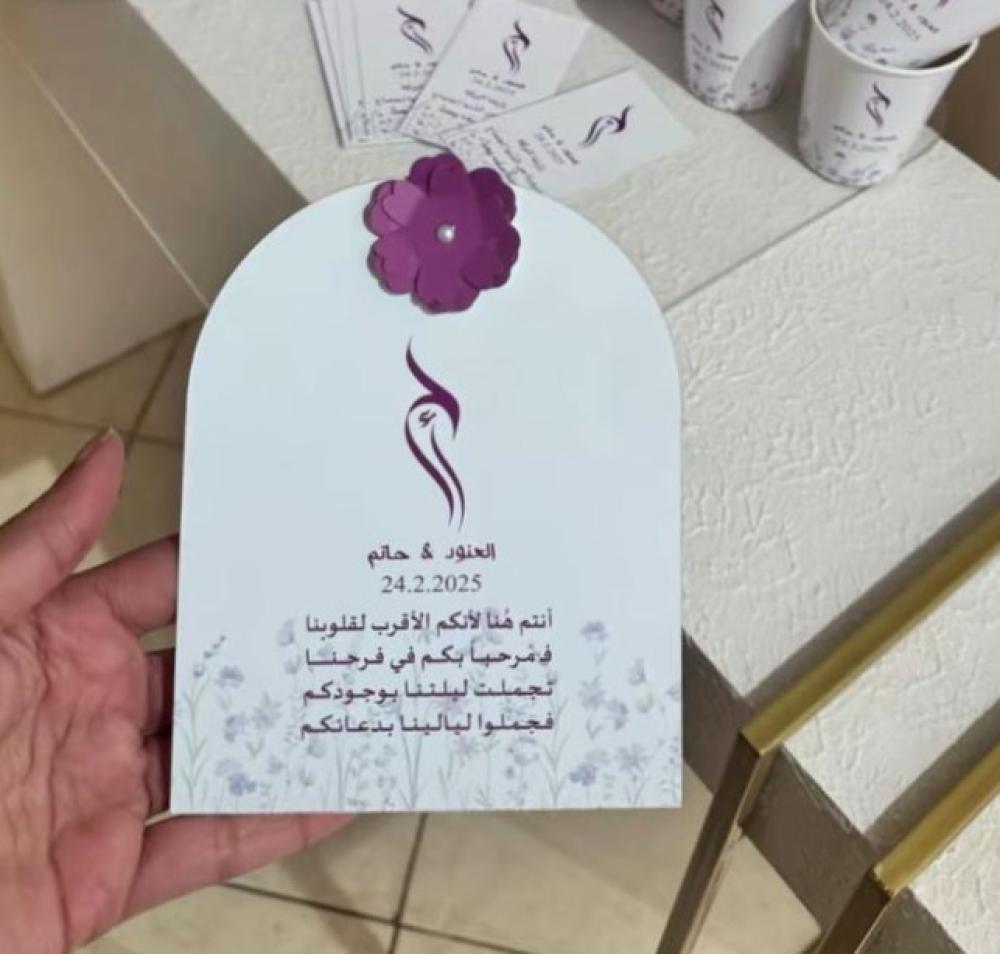 العنود & حاتم
24.2.2025
أنتم هُنا لأنكم الأقرب لقلوبنا
فمرحباً بكم في فرحنا
تجملت ليلتنا بوجودكم
فجملوا ليالينا بدعائكم